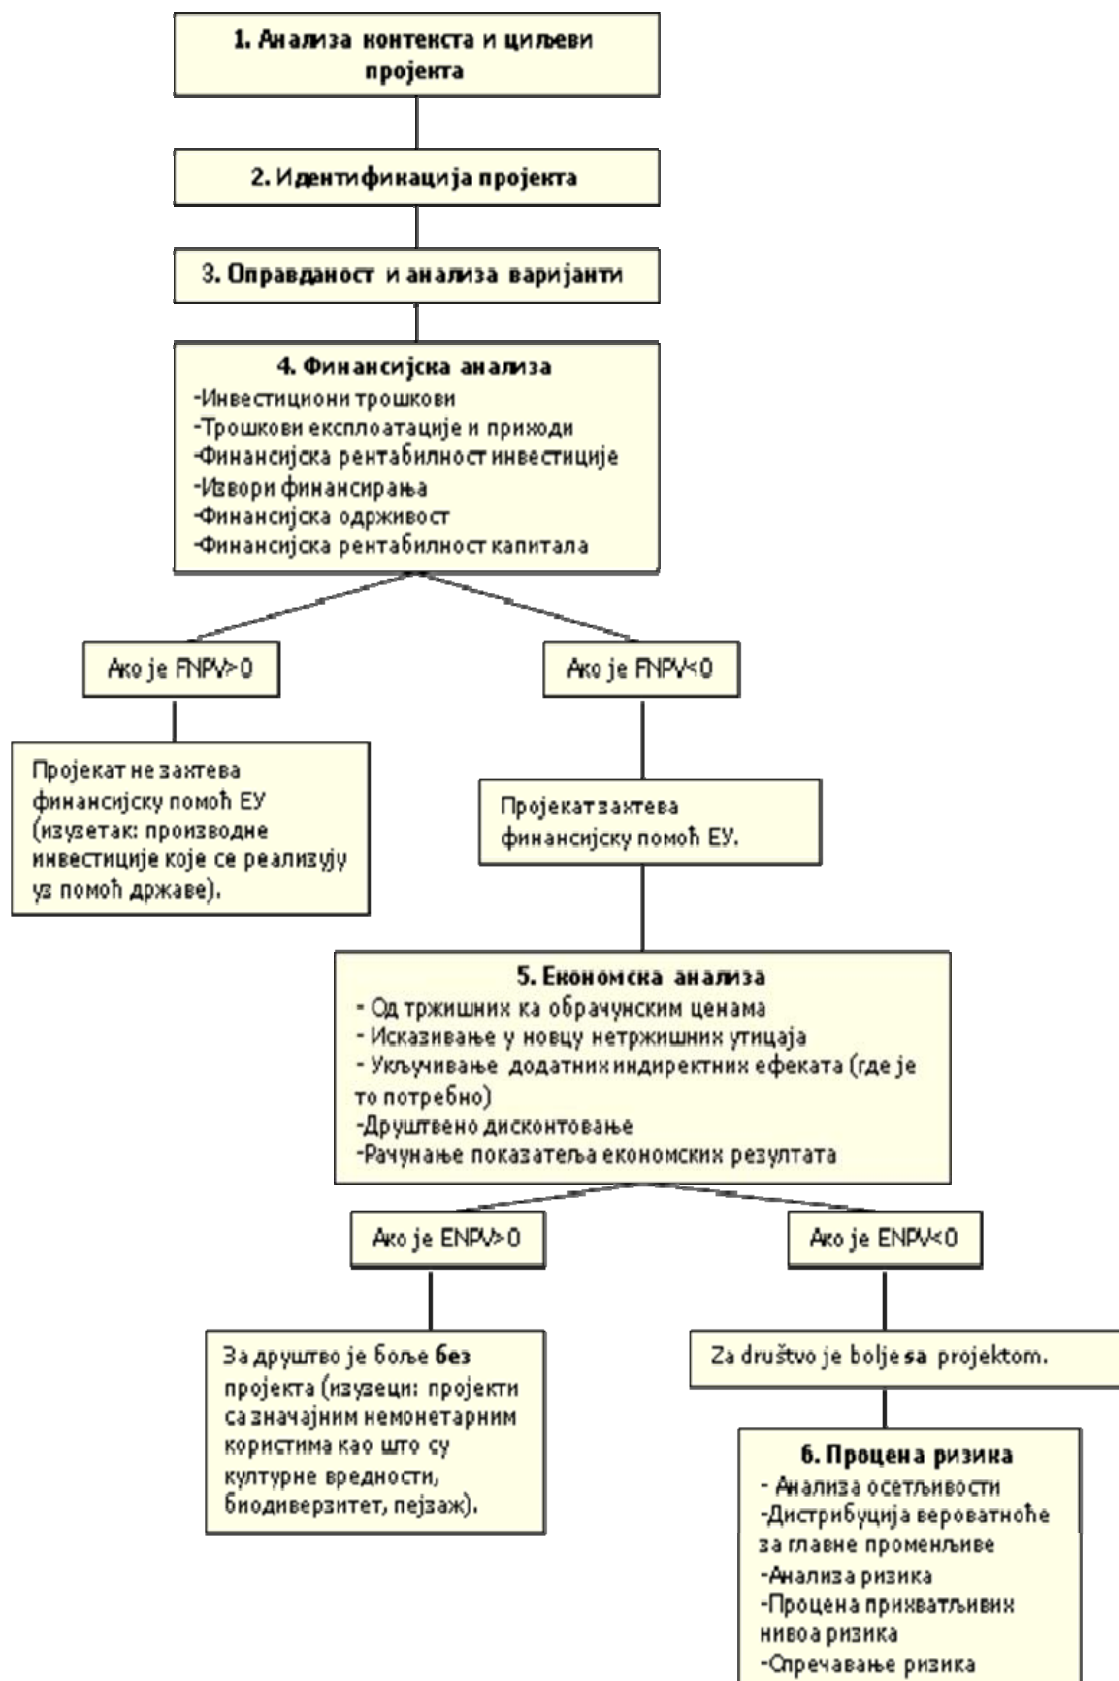 1. Анализа контекста и циљеви
пројекта
2. Идентификација пројекта
3. Оправданост и анализа варијанти
4. Финансијска анализа
-Инвестициони трошкови
-Трошкови експлоатације и приходи
-Финансијска рентабилност инвестиције
-Извори финансирања
-Финансијска одрживост
-Финансијска рентабилност капитала
Ако је FNPV>0
Ако је FNPV<0
Пројекат не захтева
финансијску помоћ ЕУ
(изузетак: производне
инвестиције које се реализују
уз помоћ државе).
Пројекат захтева
финансијску помоћ ЕУ.
5. Економска анализа
- Од тржишних ка обрачунским ценама
- Исказивање у новцу нетржишних утицаја
- Укључивање додатних индиректних ефеката (где је
то потребно)
-Друштвено дисконтовање
-Рачунање показатеља економских резултата
Ако је ENPV>0
Ако је ENPV<0
За друштво је боље без
пројекта (изузеци: пројекти
са значајним немонетарним
користима као што су
културне вредности,
биодиверзитет, пејзаж).
Za društvo je bolje sa projektom.
6. Процена ризика
- Анализа осетљивости
-Дистрибуција вероватноће
за главне променљиве
-Анализа ризика
-Процена прихватљивих
нивоа ризика
-Спречавање ризика